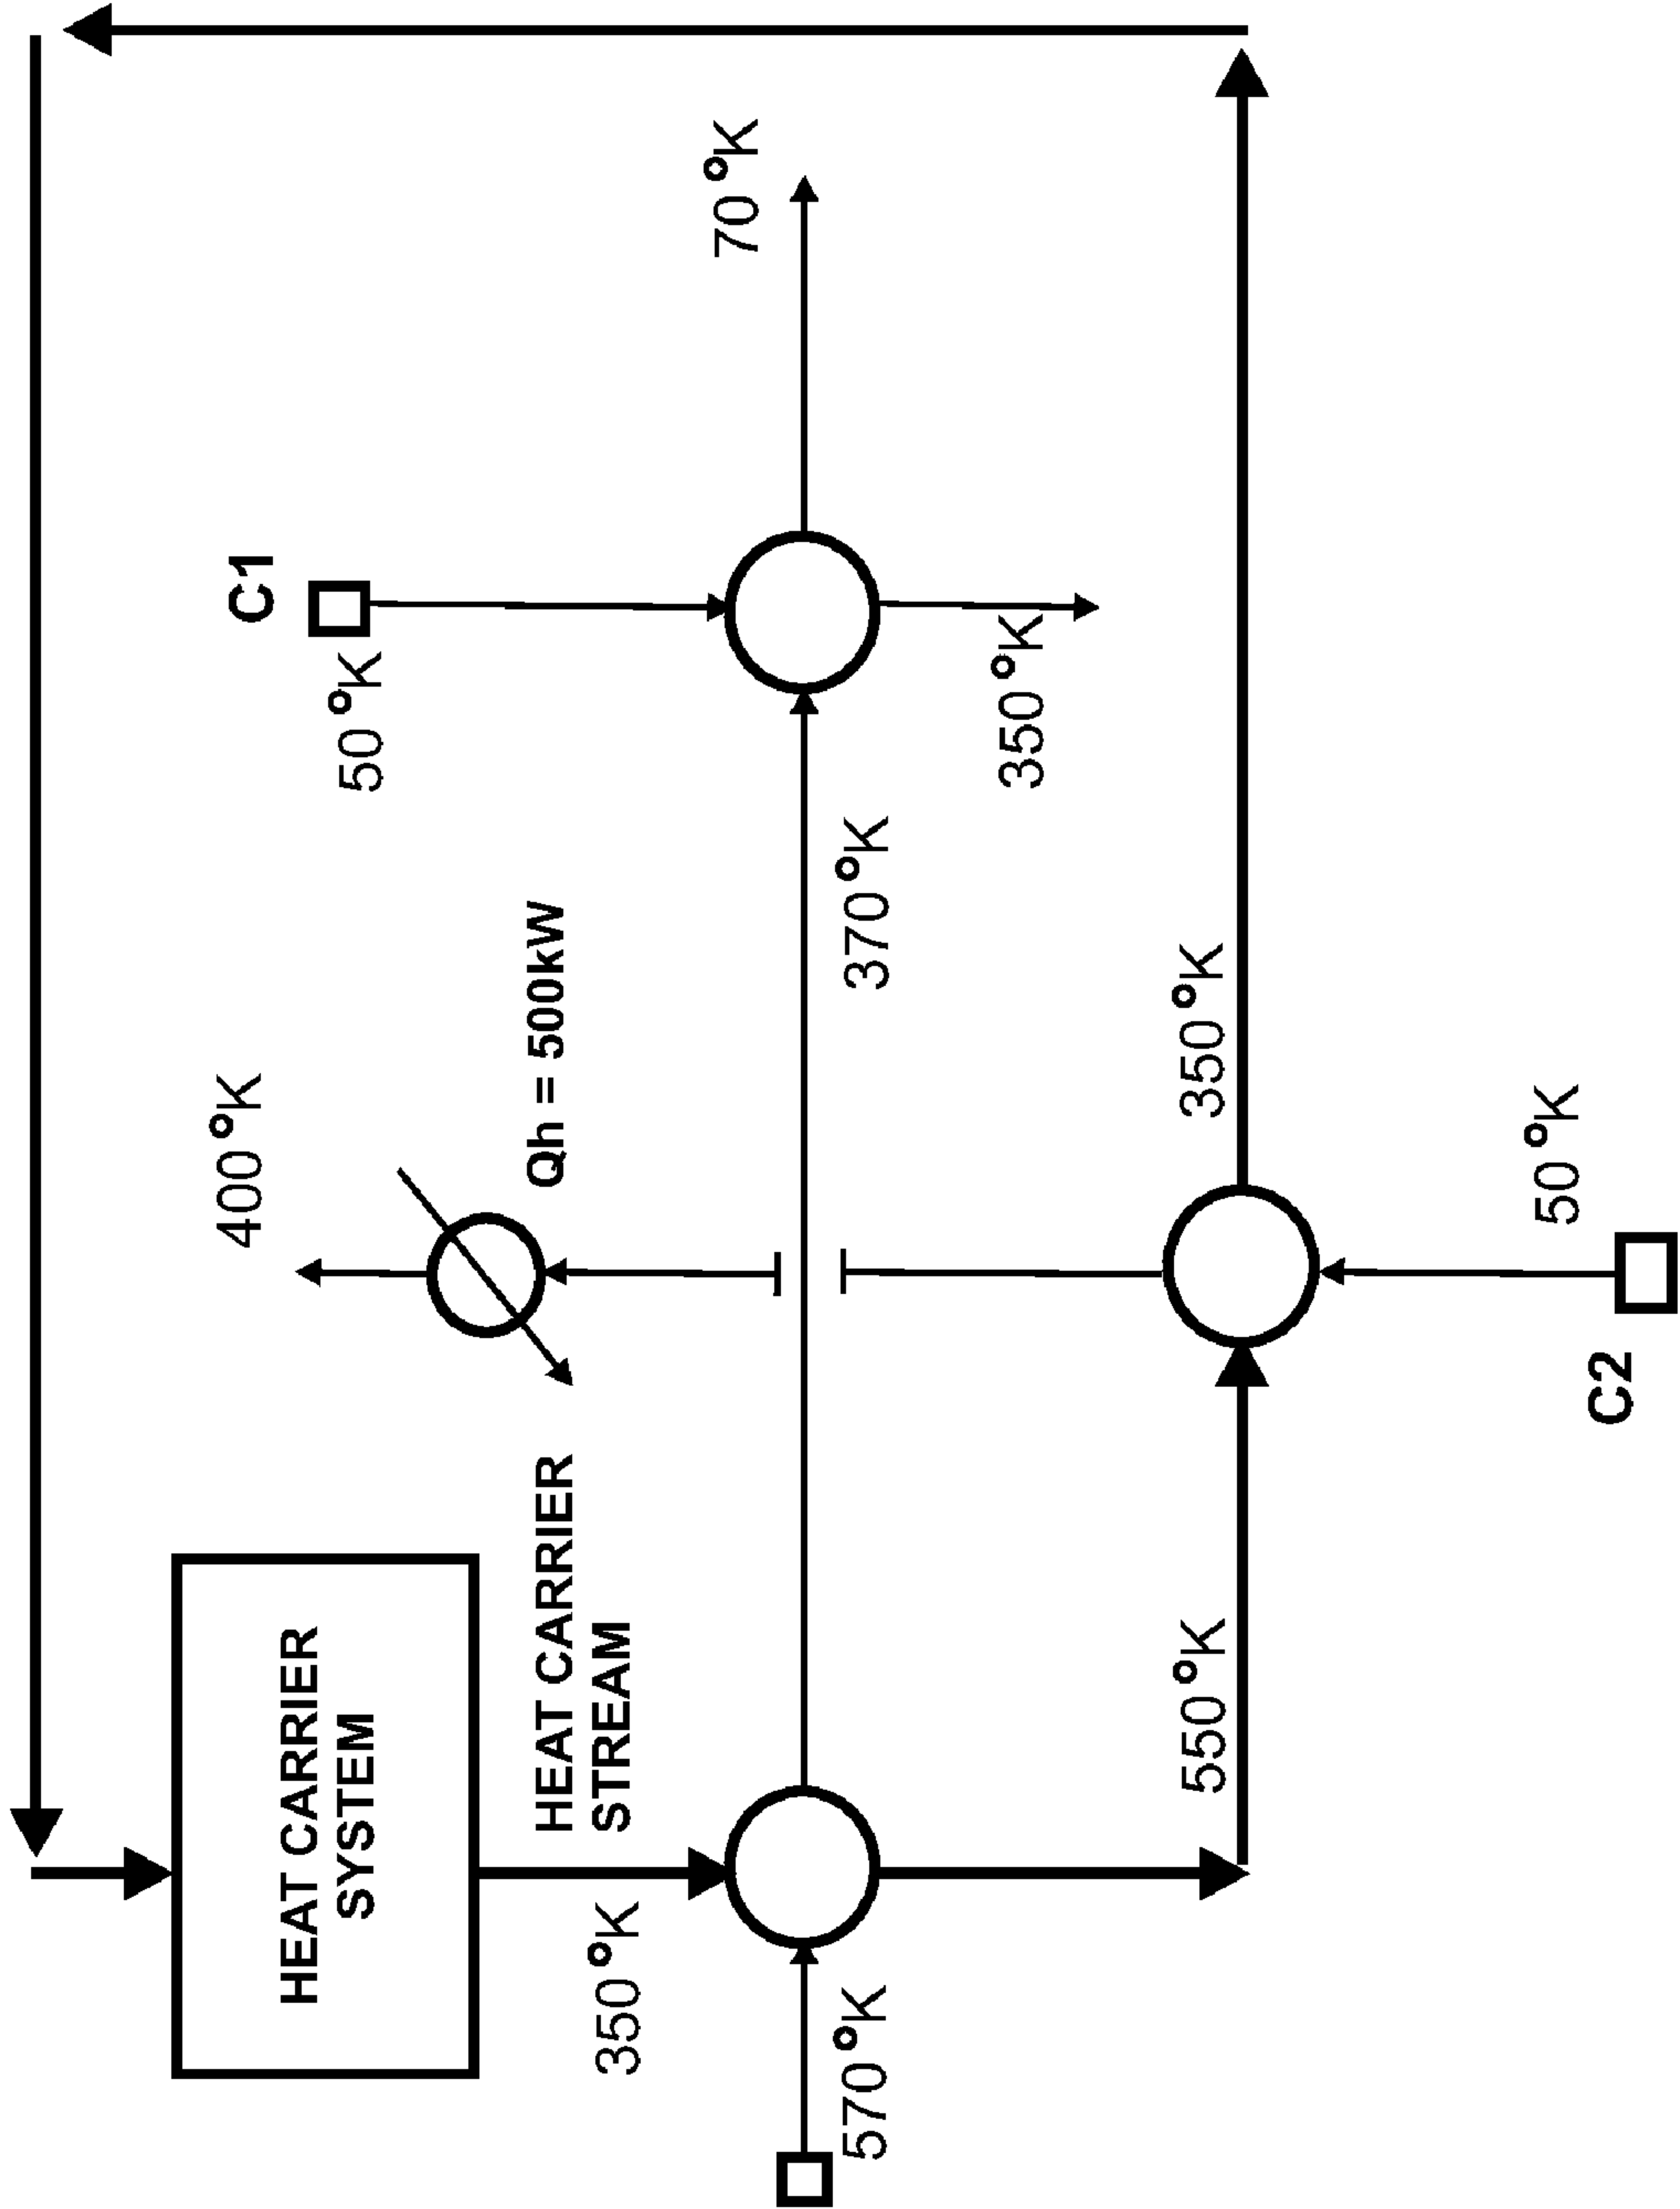 HEAT CARRIER
SYSTEM
400 °K
C1
50 °K
Qh = 500kW
HEAT CARRIER
STREAM
350 °K
570 °K
370 °K
70 °K
350 °K
550 °K
350 °K
50 °K
C2